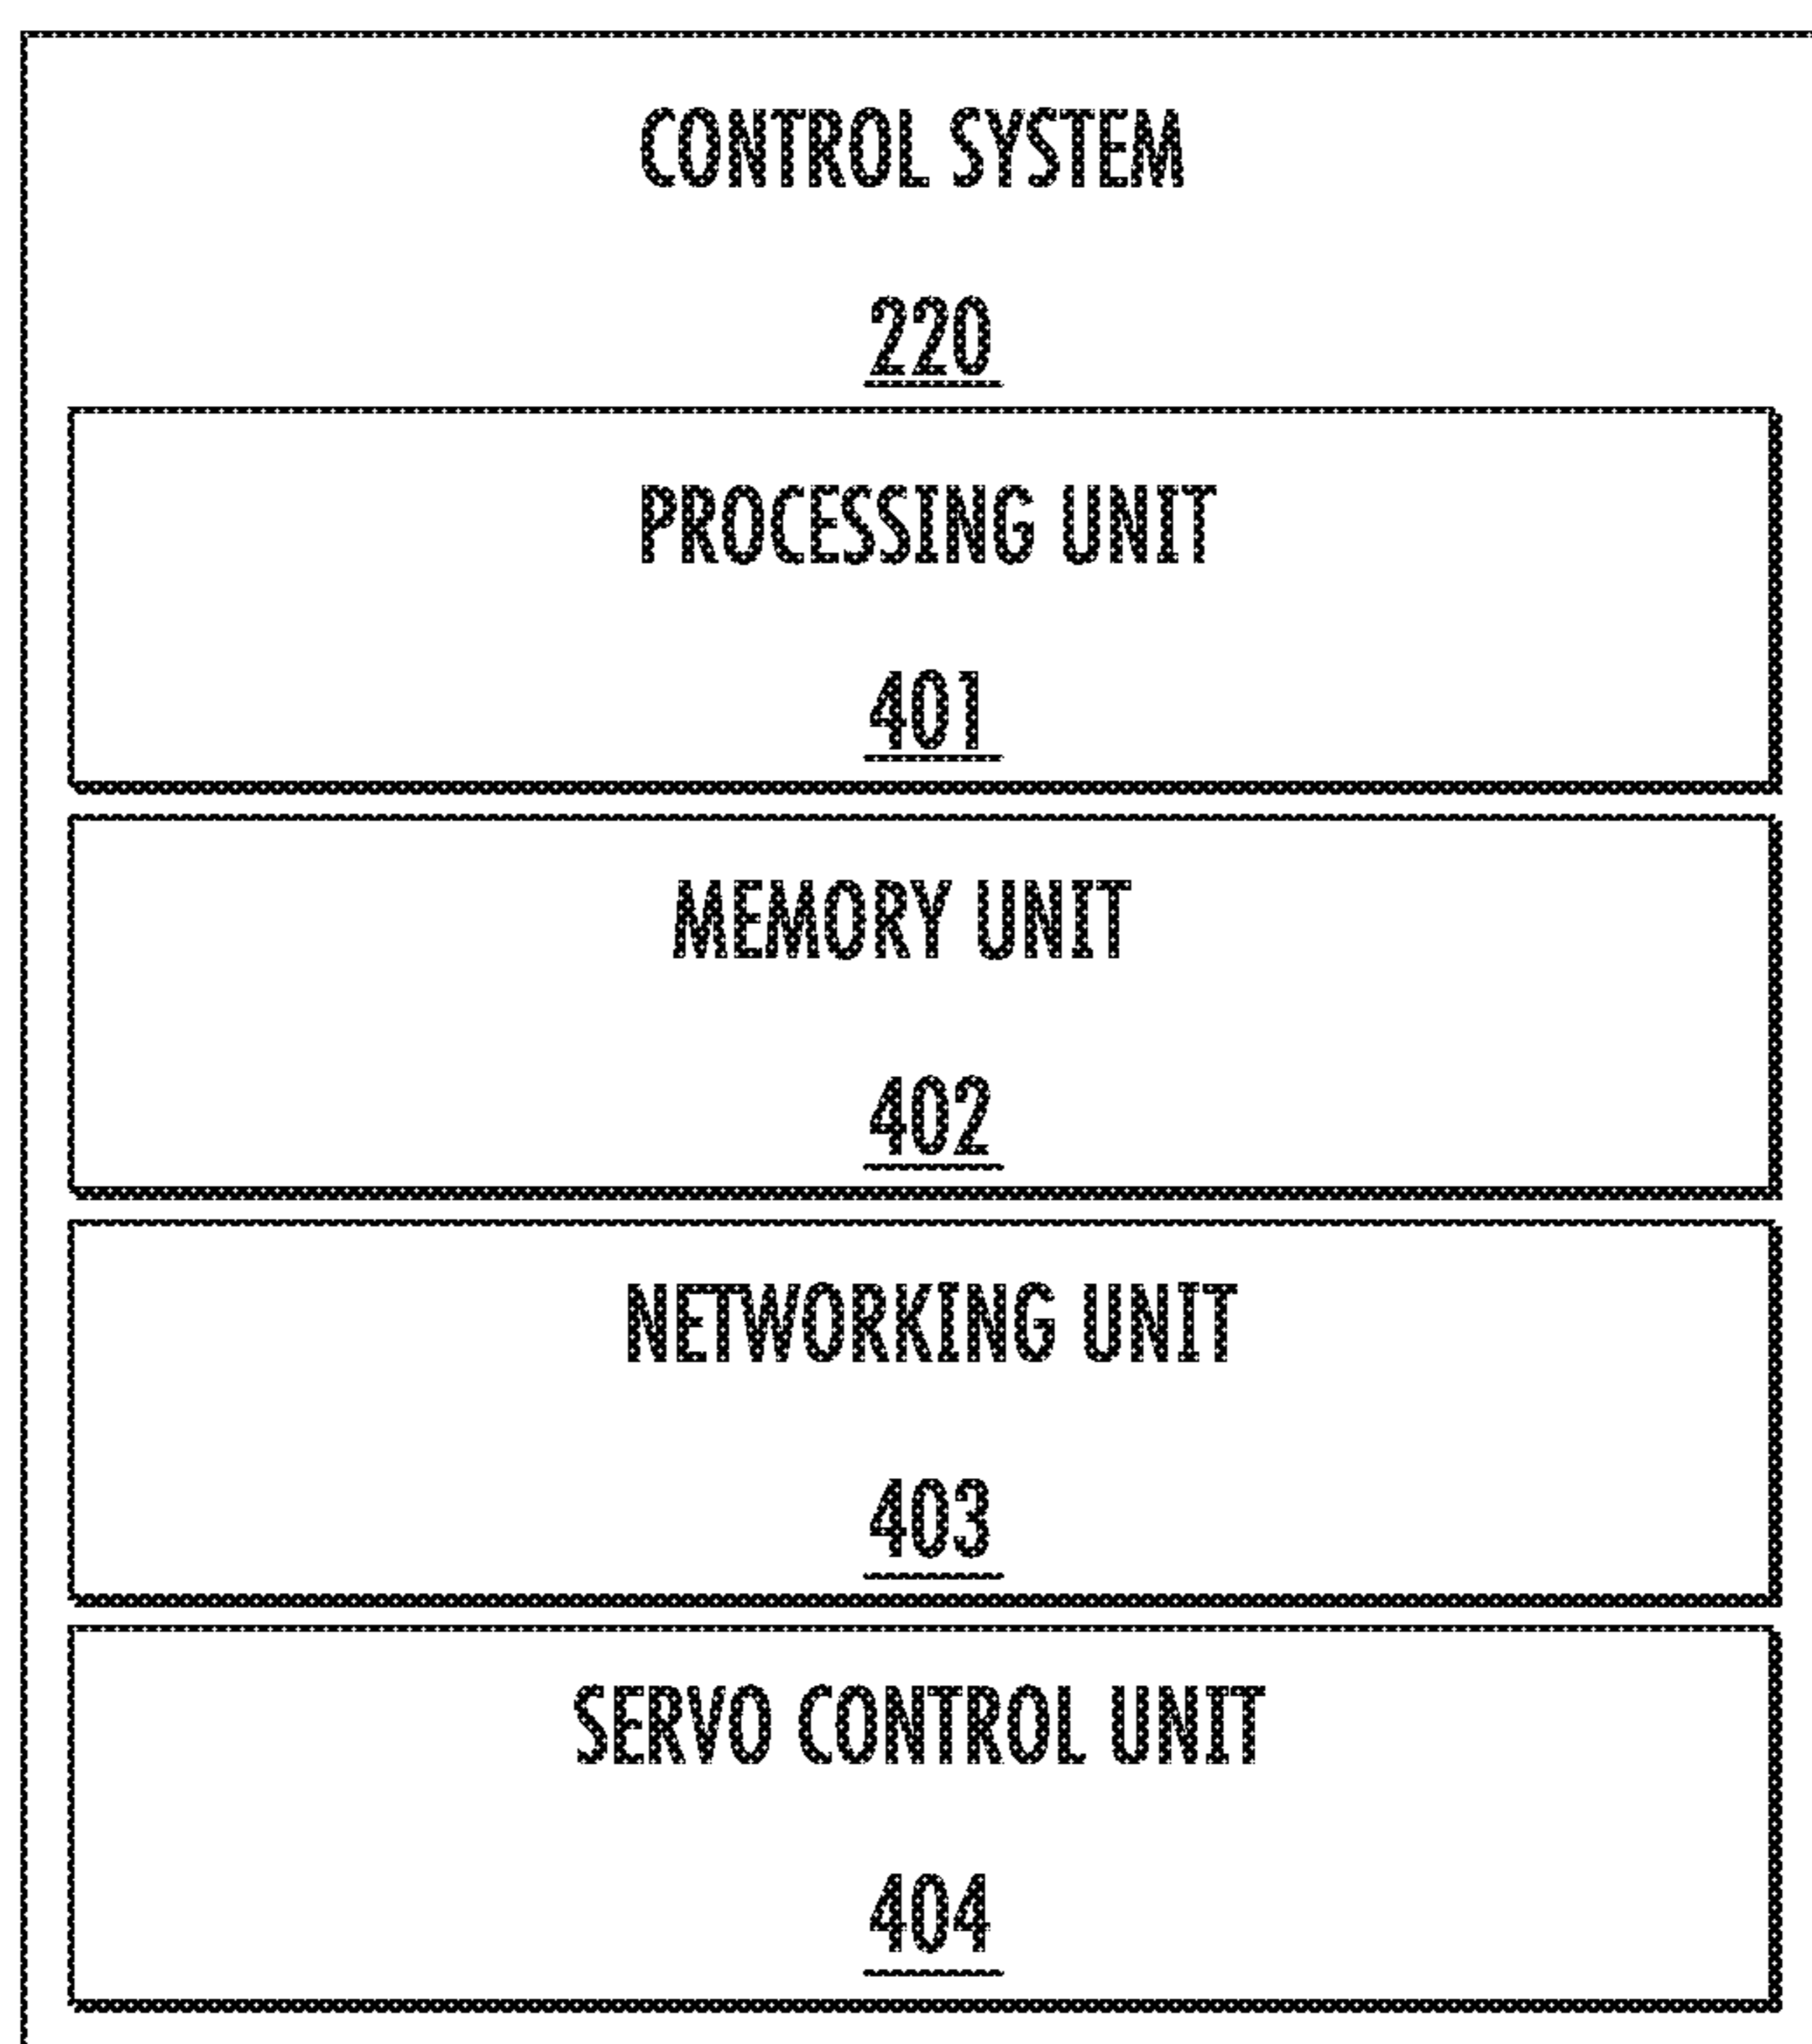 CONTROL SYSTEM
220
PROCESSING UNIT
401
MEMORY UNIT
402
NETWORKING UNIT
403
SERVO CONTROL UNIT
404